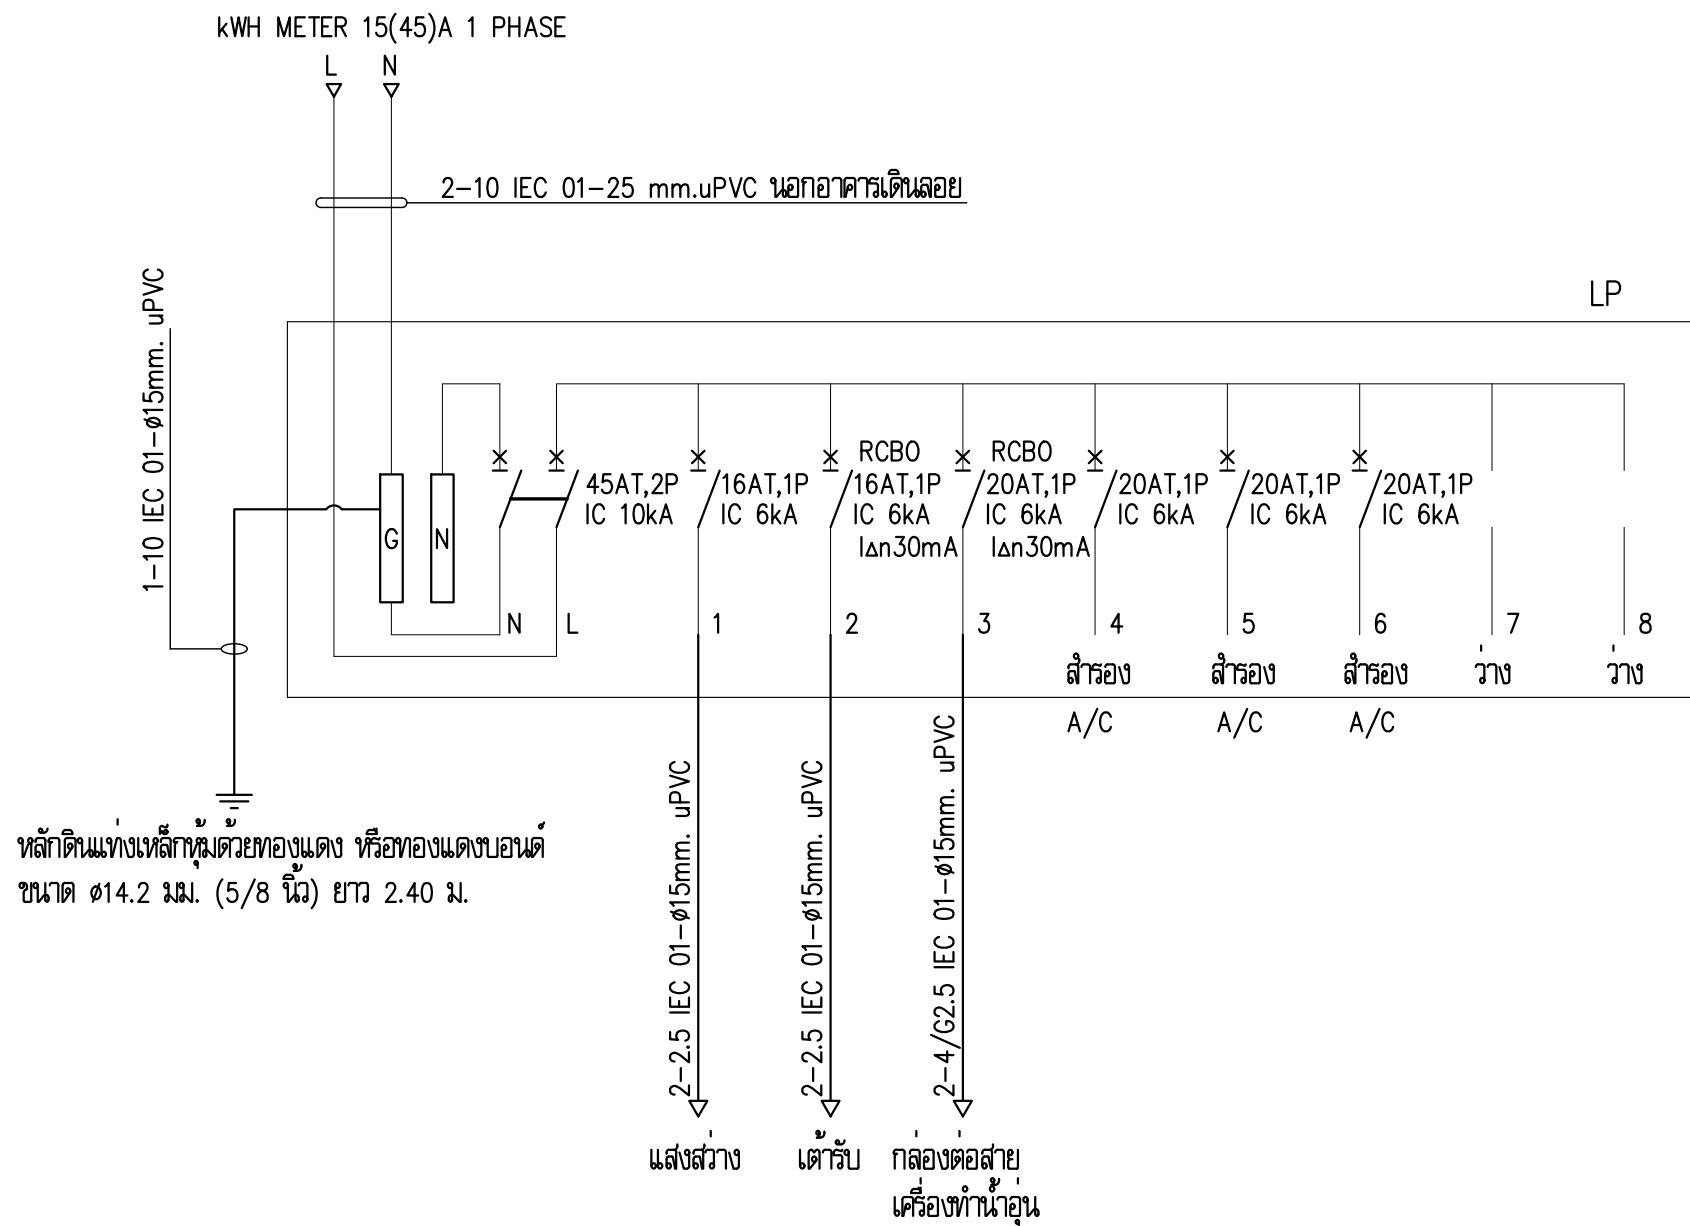 kWH METER 15(45)A 1 PHASE
L N
2-10 IEC 01-25 mm.uPVC นอกอาคารเดินลอย
1-10 IEC 01-ø15mm. uPVC
LP
G
N
N
L
45AT,2P
IC 10kA
16AT,1P
IC 6kA
RCBO
16AT,1P
IC 6kA
I∆n30mA
RCBO
20AT,1P
IC 6kA
I∆n30mA
20AT,1P
IC 6kA
20AT,1P
IC 6kA
20AT,1P
IC 6kA
1
2
3
4
5
6
7
8
สำรอง
สำรอง
สำรอง
ว่าง
ว่าง
A/C
A/C
A/C
หลักดินแท่งเหล็กหุ้มด้วยทองแดง หรือทองแดงบอนด์
ขนาด ø14.2 มม. (5/8 นิ้ว) ยาว 2.40 ม.
2-2.5 IEC 01-ø15mm. uPVC
2-2.5 IEC 01-ø15mm. uPVC
2-4/G2.5 IEC 01-ø15mm. uPVC
แสงสว่าง
เต้ารับ
กล่องต่อสาย
เครื่องทำน้ำอุ่น